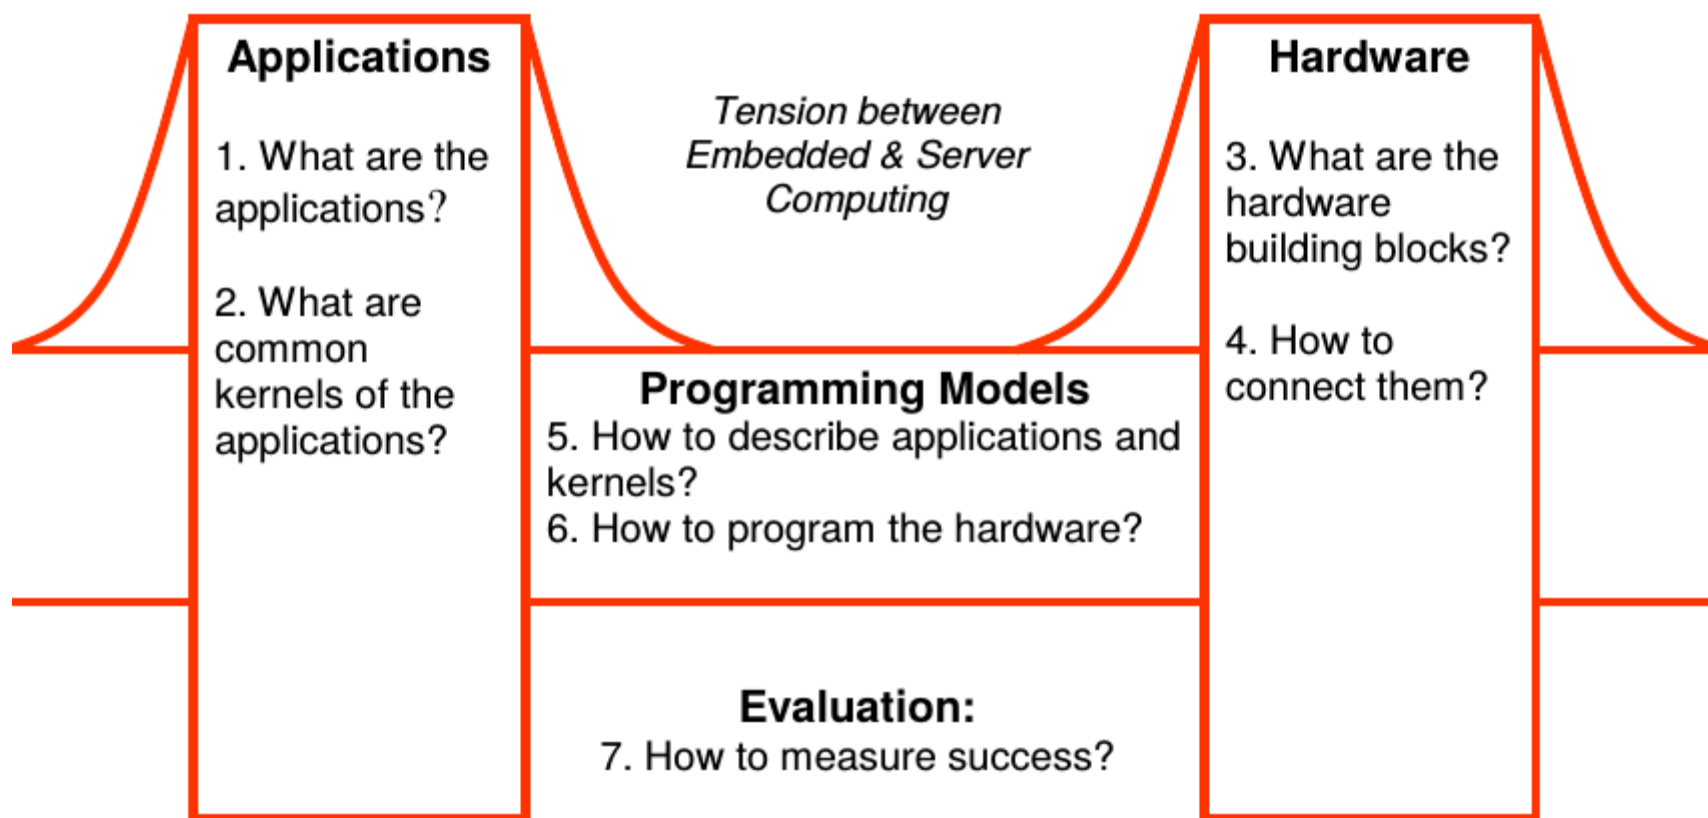 Applications
1. What are the
applications?
2. What are
common
kernels of the
applications?
Tension between
Embedded & Server
Computing
Hardware
3. What are the
hardware
building blocks?
4. How to
connect them?
Programming Models
5. How to describe applications and
kernels?
6. How to program the hardware?
Evaluation:
7. How to measure success?